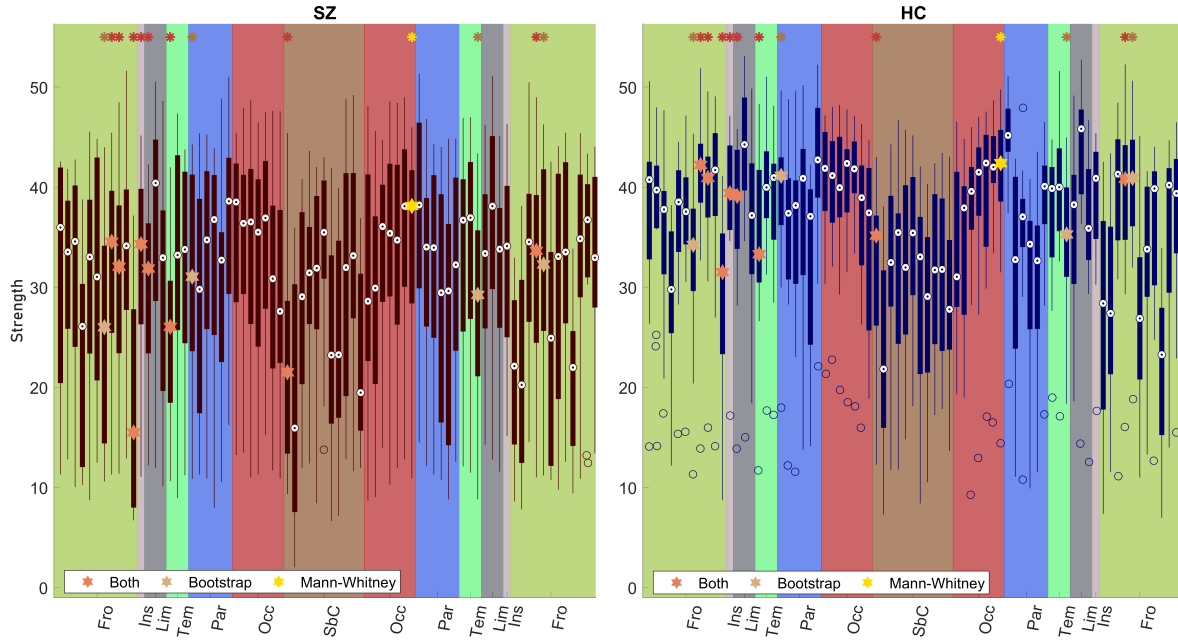 SZ
HC
Strength
50
40
30
20
10
0
Both
Bootstrap
Mann-Whitney
Fro
Ins
Lim
Tem
Par
Occ
SbC
Occ
Par
Tem
Lim
Ins
Fro
50
40
30
20
10
0
Both
Bootstrap
Mann-Whitney
Fro
Ins
Lim
Tem
Par
Occ
SbC
Occ
Par
Tem
Lim
Ins
Fro